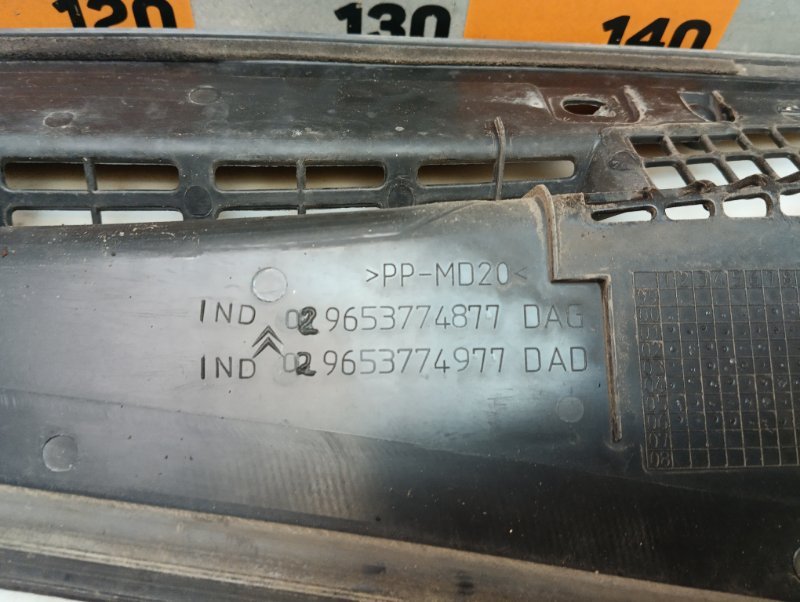 120 130 140
>PP-MD20<
IND 02 9653774877 DAG
IND 02 9653774977 DAD